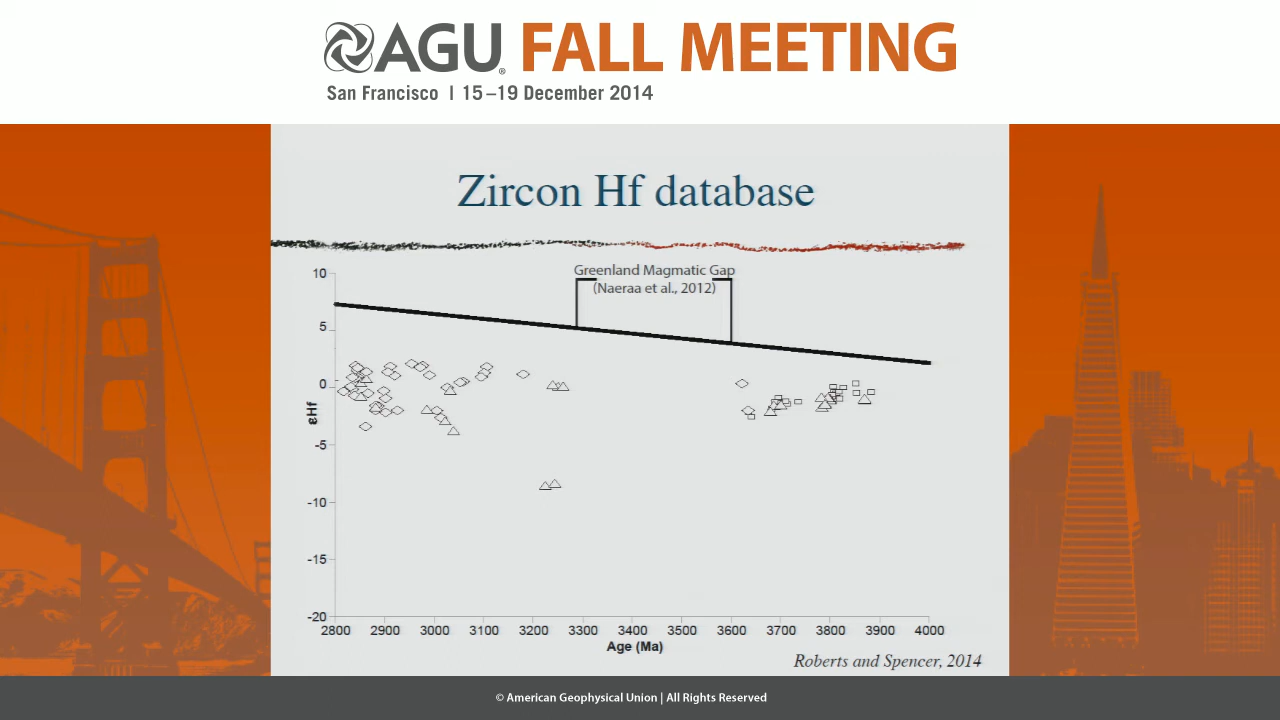 AGU® FALL MEETING
San Francisco | 15–19 December 2014
Zircon Hf database
Greenland Magmatic Gap
(Naeraa et al., 2012)
10
5
0
-5
-10
-15
-20
εHf
2800 2900 3000 3100 3200 3300 3400 3500 3600 3700 3800 3900 4000
Age (Ma)
Roberts and Spencer, 2014
© American Geophysical Union | All Rights Reserved